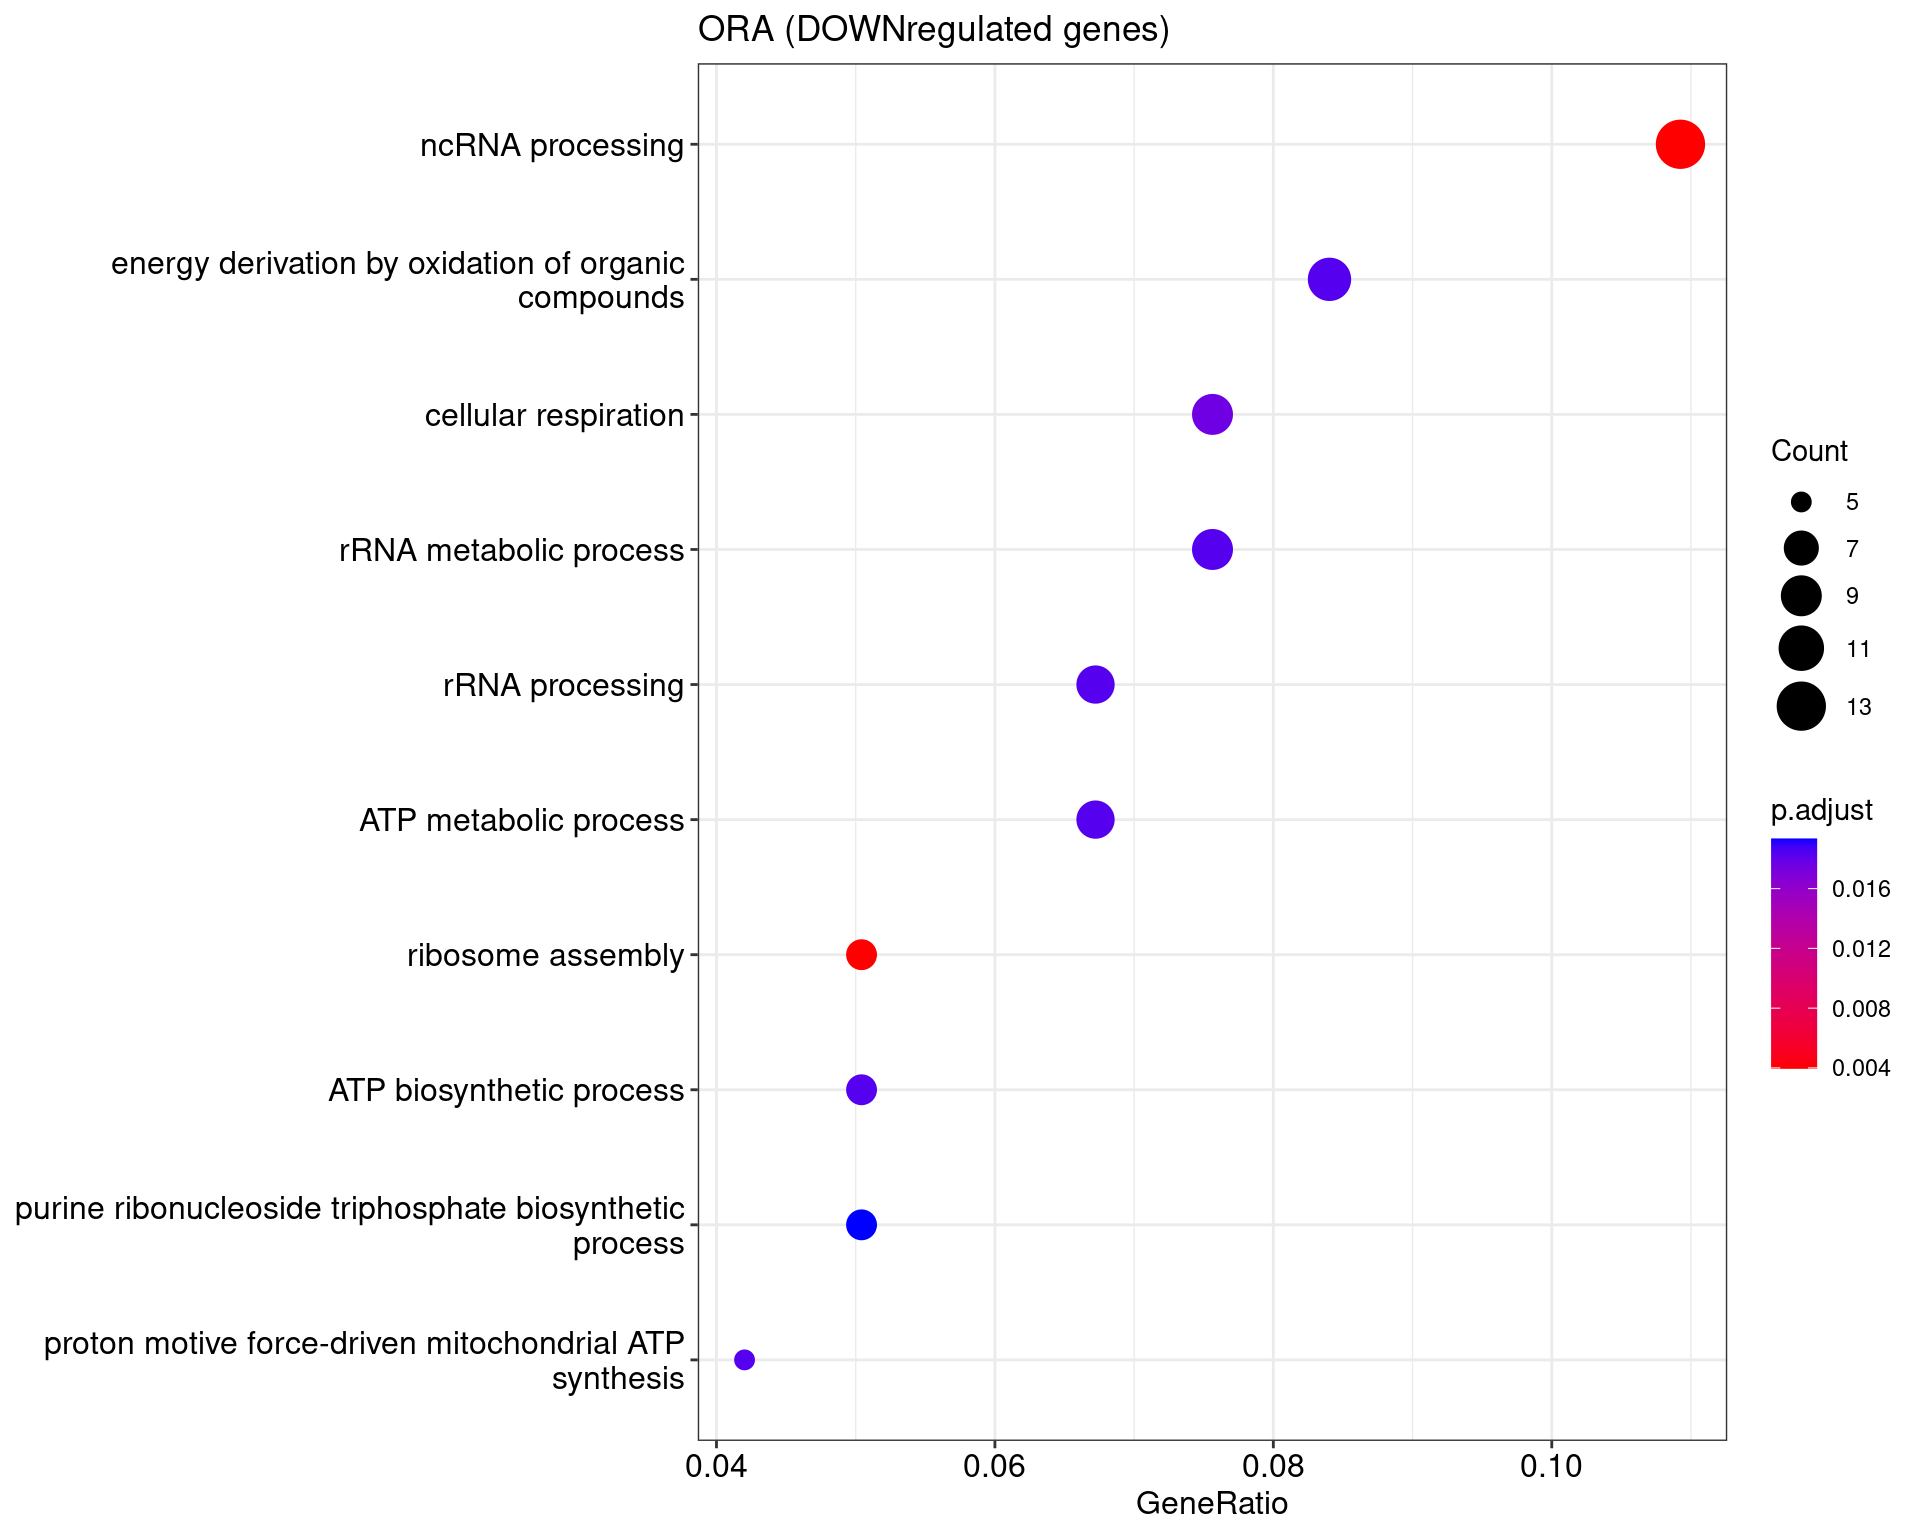 ORA (DOWNregulated genes)
ncRNA processing
energy derivation by oxidation of organic
compounds
cellular respiration
rRNA metabolic process
rRNA processing
ATP metabolic process
ribosome assembly
ATP biosynthetic process
purine ribonucleoside triphosphate biosynthetic
process
proton motive force-driven mitochondrial ATP
synthesis
0.04 0.06 0.08 0.10
GeneRatio
Count
5
7
9
11
13
p.adjust
0.016
0.012
0.008
0.004